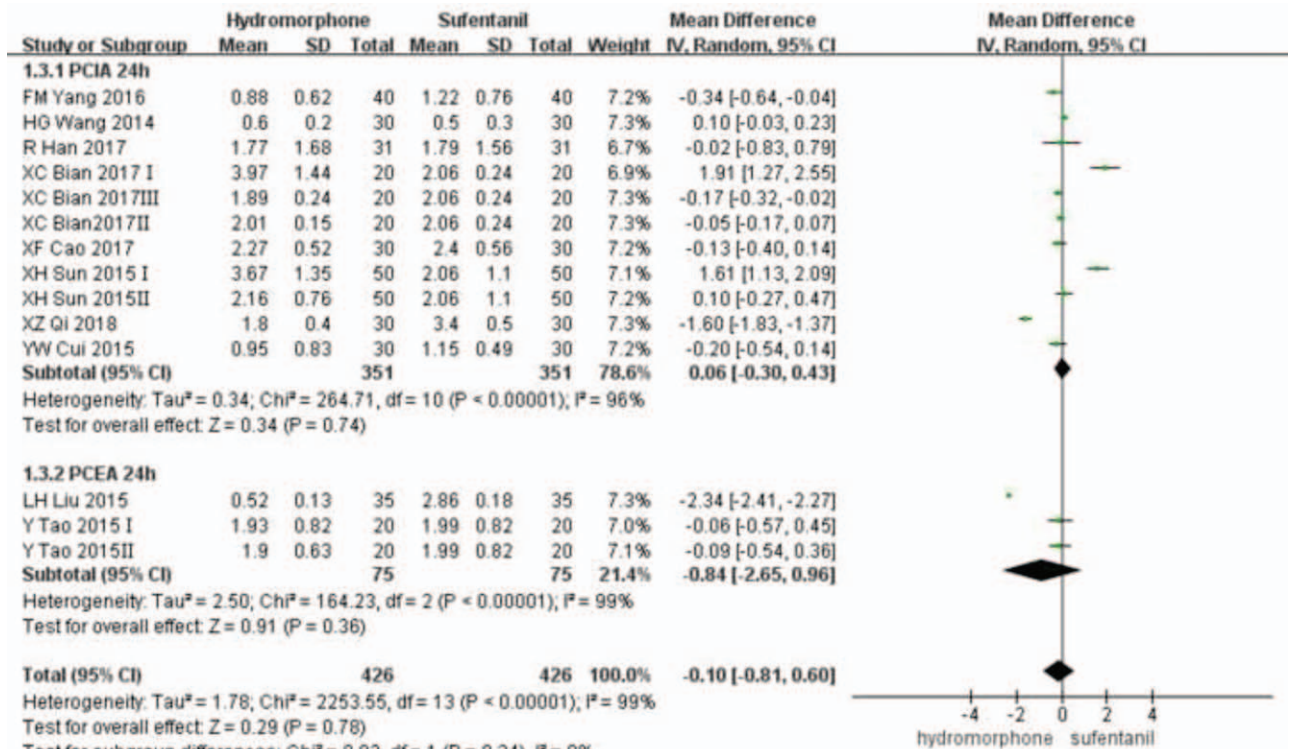 Hydromorphone Sufentanil Mean Difference Mean Difference
Study or Subgroup Mean SD Total Mean SD Total Weight IV, Random, 95% CI IV, Random, 95% CI
1.3.1 PCIA 24h
FM Yang 2016 0.88 0.62 40 1.22 0.76 40 7.2% -0.34 [-0.64, -0.04]
HG Wang 2014 0.6 0.2 30 0.5 0.3 30 7.3% 0.10 [-0.03, 0.23]
R Han 2017 1.77 1.68 31 1.79 1.56 31 6.7% -0.02 [-0.83, 0.79]
XC Bian 2017 I 3.97 1.44 20 2.06 0.24 20 6.9% 1.91 [1.27, 2.55]
XC Bian 2017III 1.89 0.24 20 2.06 0.24 20 7.3% -0.17 [-0.32, -0.02]
XC Bian2017II 2.01 0.15 20 2.06 0.24 20 7.3% -0.05 [-0.17, 0.07]
XF Cao 2017 2.27 0.52 30 2.4 0.56 30 7.2% -0.13 [-0.40, 0.14]
XH Sun 2015 I 3.67 1.35 50 2.06 1.1 50 7.1% 1.61 [1.13, 2.09]
XH Sun 2015II 2.16 0.76 50 2.06 1.1 50 7.2% 0.10 [-0.27, 0.47]
XZ Qi 2018 1.8 0.4 30 3.4 0.5 30 7.3% -1.60 [-1.83, -1.37]
YW Cui 2015 0.95 0.83 30 1.15 0.49 30 7.2% -0.20 [-0.54, 0.14]
Subtotal (95% CI) 351 351 78.6% 0.06 [-0.30, 0.43]
Heterogeneity: Tau² = 0.34; Chi² = 264.71, df = 10 (P < 0.00001); I² = 96%
Test for overall effect: Z = 0.34 (P = 0.74)
1.3.2 PCEA 24h
LH Liu 2015 0.52 0.13 35 2.86 0.18 35 7.3% -2.34 [-2.41, -2.27]
Y Tao 2015 I 1.93 0.82 20 1.99 0.82 20 7.0% -0.06 [-0.57, 0.45]
Y Tao 2015II 1.9 0.63 20 1.99 0.82 20 7.1% -0.09 [-0.54, 0.36]
Subtotal (95% CI) 75 75 21.4% -0.84 [-2.65, 0.96]
Heterogeneity: Tau² = 2.50; Chi² = 164.23, df = 2 (P < 0.00001); I² = 99%
Test for overall effect: Z = 0.91 (P = 0.36)
Total (95% CI) 426 426 100.0% -0.10 [-0.81, 0.60]
Heterogeneity: Tau² = 1.78; Chi² = 2253.55, df = 13 (P < 0.00001); I² = 99%
Test for overall effect: Z = 0.29 (P = 0.78)
-4 -2 0 2 4
hydromorphone sufentanil